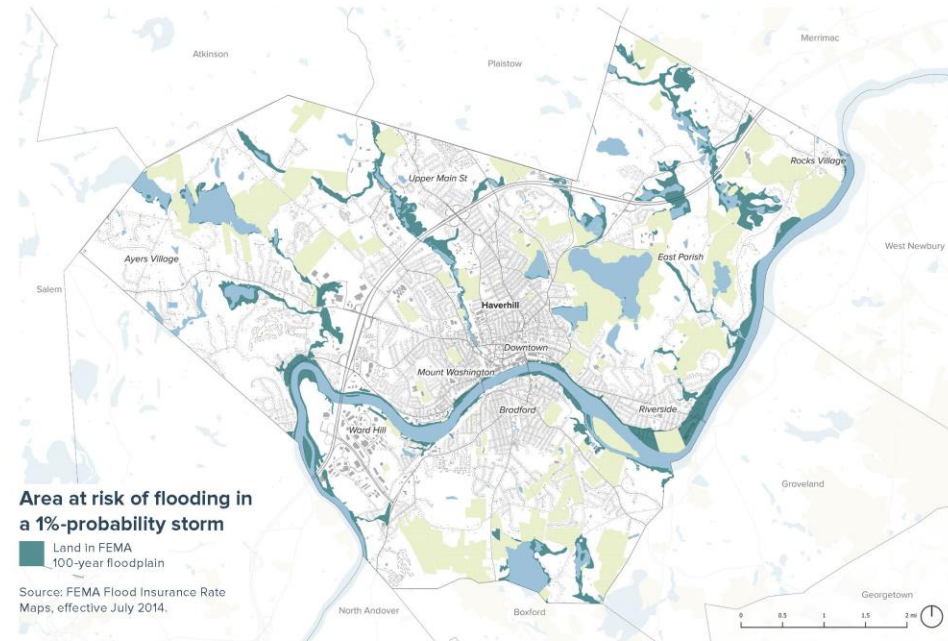 Merrimac
Atkinson
Plaistow
Rocks Village
Upper Main St
West Newbury
Ayers Village
East Parish
Salem
Haverhill
Downtown
Mount Washington
Bradford
Riverside
Ward Hill
Groveland
Area at risk of flooding in
a 1%-probability storm
Land in FEMA
100-year floodplain
Source: FEMA Flood Insurance Rate
Maps, effective July 2014.
Georgetown
North Andover
Boxford
0 0.5 1 1.5 2 mi